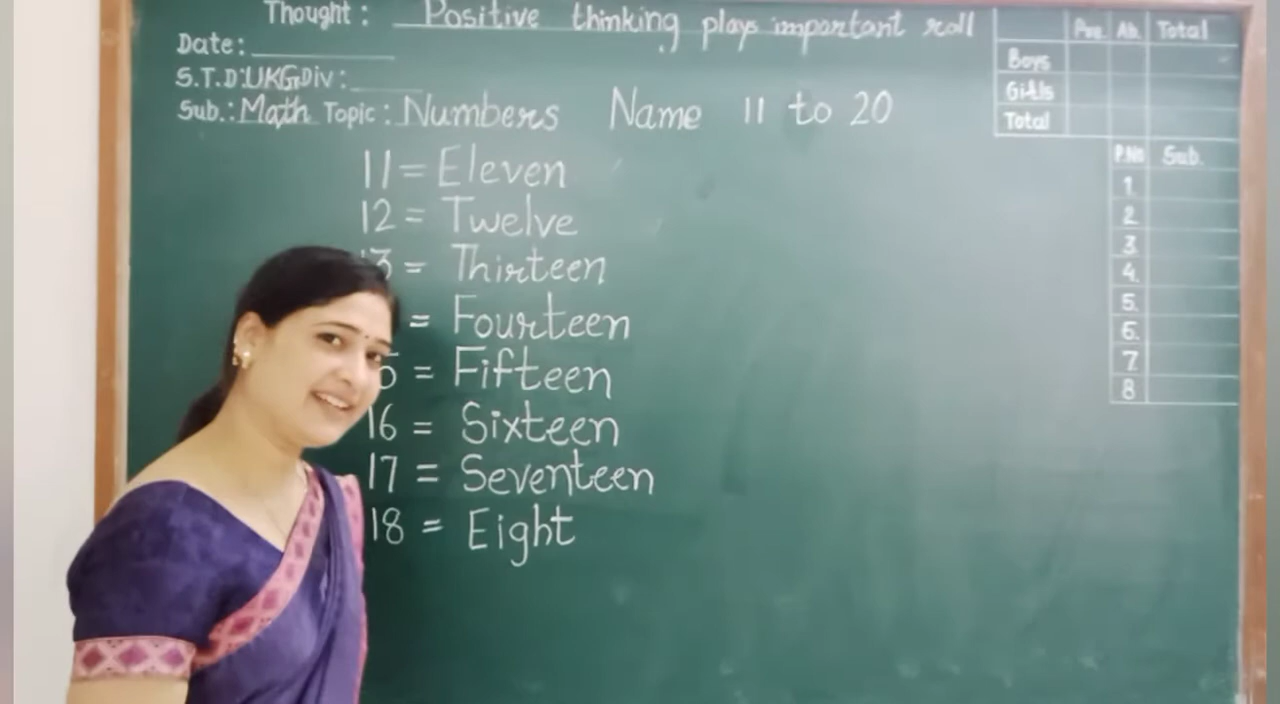 Thought : Positive thinking plays important roll
Date:
S.T.D:UKG Div:
Sub.: Math Topic : Numbers Name 11 to 20
11 = Eleven
12 = Twelve
13 = Thirteen
= Fourteen
5 = Fifteen
16 = Sixteen
17 = Seventeen
18 = Eight
Pre. Ab. Total
Boys
Girls
Total
P.No Sub.
1.
2.
3.
4.
5.
6.
7.
8